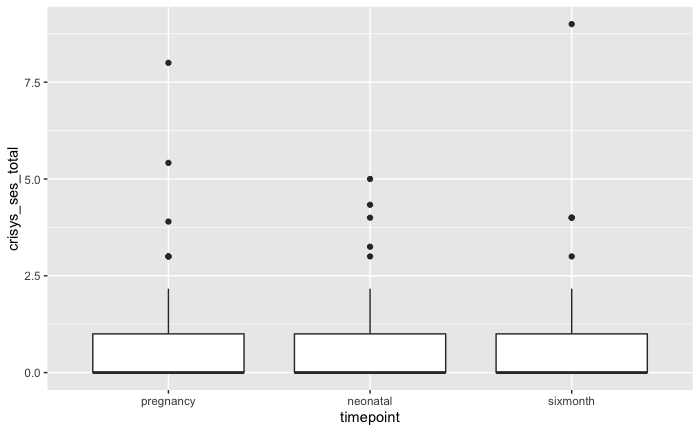 crisys_ses_total
7.5
5.0
2.5
0.0
pregnancy neonatal sixmonth
timepoint